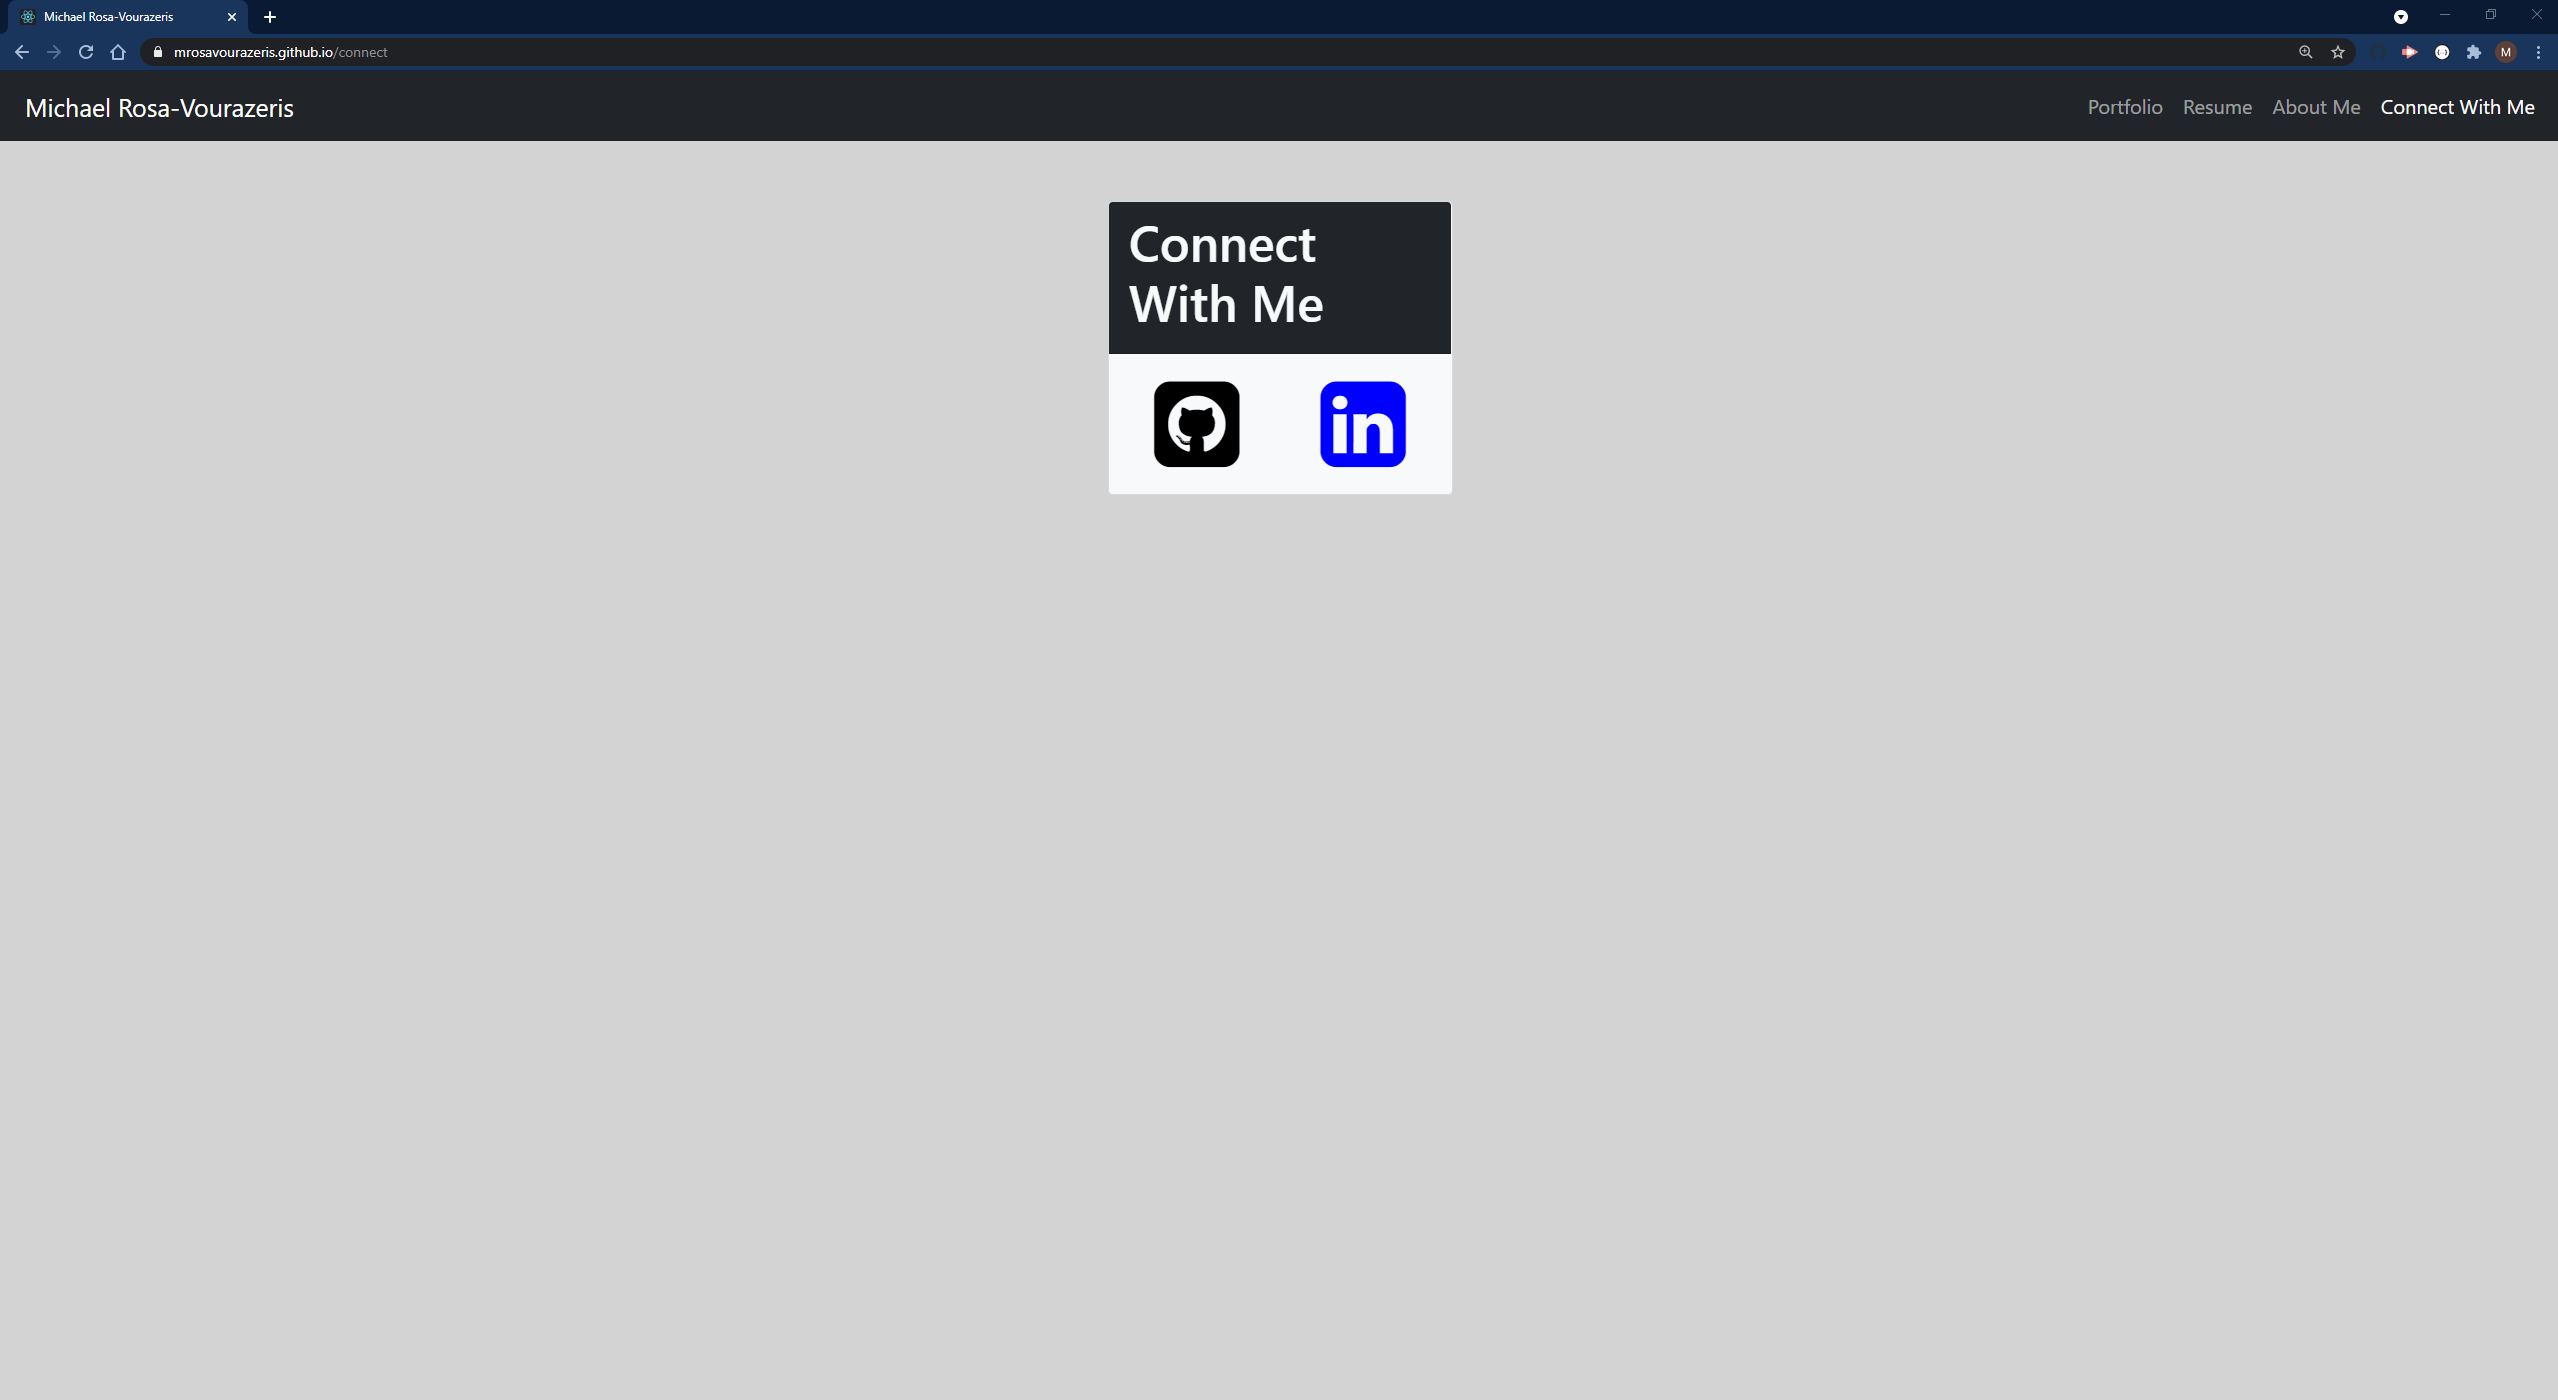 Michael Rosa-Vourazeris
mrosavourazeris.github.io/connect
M
Michael Rosa-Vourazeris
Portfolio Resume About Me Connect With Me
Connect
With Me
in